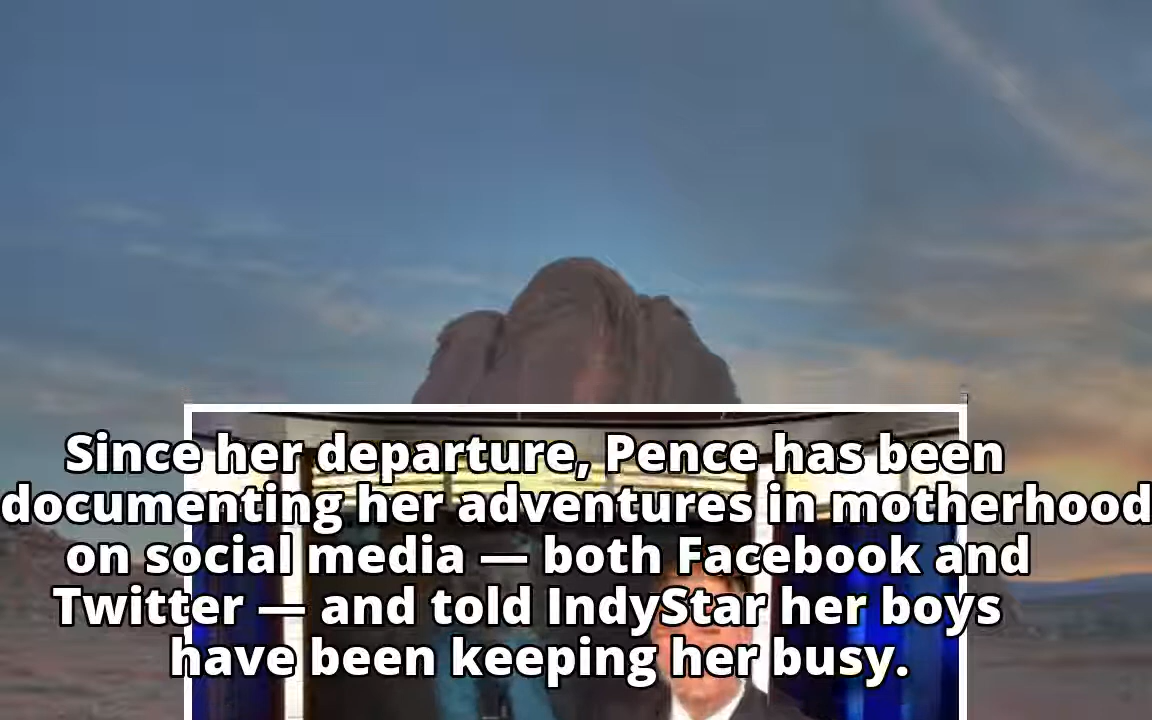 Since her departure, Pence has been
documenting her adventures in motherhood
on social media — both Facebook and
Twitter — and told IndyStar her boys
have been keeping her busy.